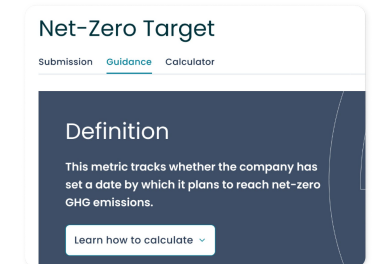 Net-Zero Target
Submission Guidance Calculator
Definition
This metric tracks whether the company has
set a date by which it plans to reach net-zero
GHG emissions.
Learn how to calculate